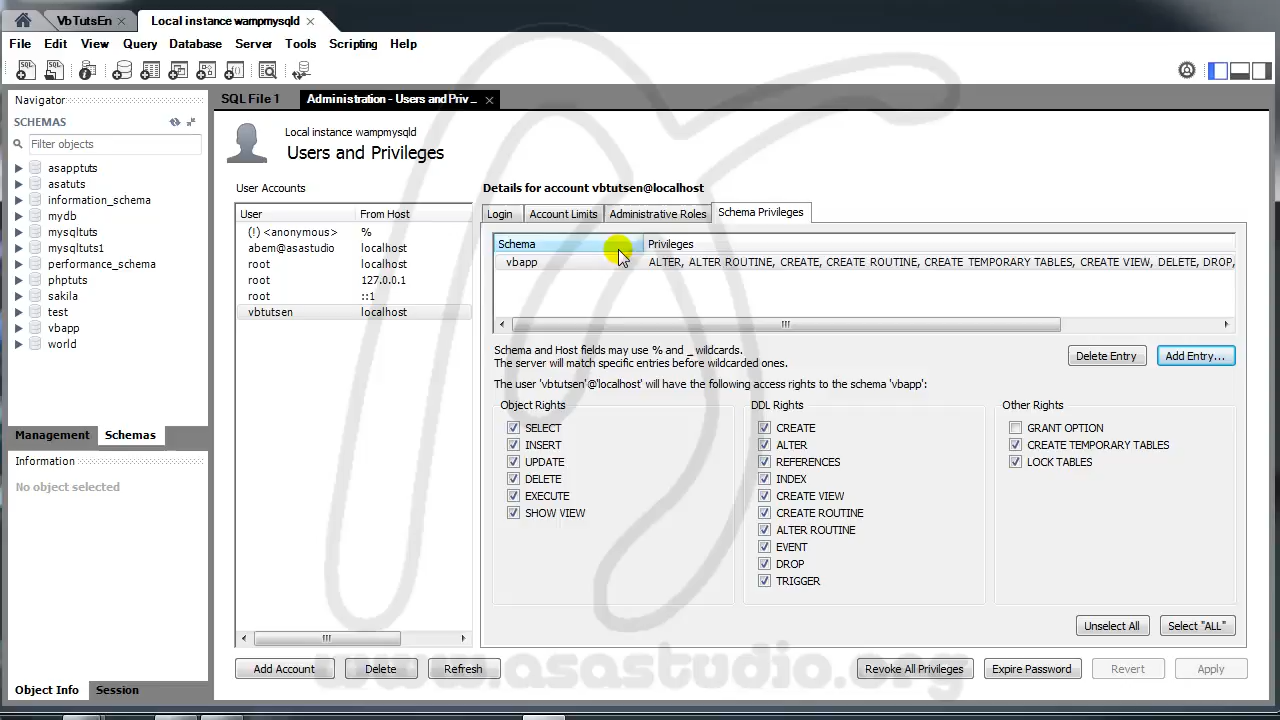 VbTutsEn
Local instance wampmysqld
File Edit View Query Database Server Tools Scripting Help
Navigator
SCHEMAS
Filter objects
asapptuts
asatuts
information_schema
mydb
mysqltuts
mysqltuts1
performance_schema
phptuts
sakila
test
vbapp
world
Management Schemas
Information
No object selected
Object Info Session
SQL File 1
Administration - Users and Priv...
Local instance wampmysqld
Users and Privileges
User Accounts
User From Host
(!) <anonymous> %
abem@asastudio localhost
root localhost
root 127.0.0.1
root ::1
vbtutsen localhost
Add Account Delete Refresh
Details for account vbtutsen@localhost
Login Account Limits Administrative Roles Schema Privileges
Schema Privileges
vbapp ALTER, ALTER ROUTINE, CREATE, CREATE ROUTINE, CREATE TEMPORARY TABLES, CREATE VIEW, DELETE, DROP,
Schema and Host fields may use % and _ wildcards.
The server will match specific entries before wildcarded ones.
Delete Entry Add Entry...
The user 'vbtutsen'@'localhost' will have the following access rights to the schema 'vbapp':
Object Rights
SELECT
INSERT
UPDATE
DELETE
EXECUTE
SHOW VIEW
DDL Rights
CREATE
ALTER
REFERENCES
INDEX
CREATE VIEW
CREATE ROUTINE
ALTER ROUTINE
EVENT
DROP
TRIGGER
Other Rights
GRANT OPTION
CREATE TEMPORARY TABLES
LOCK TABLES
Unselect All Select "ALL"
Revoke All Privileges Expire Password Revert Apply
www.asastudio.org